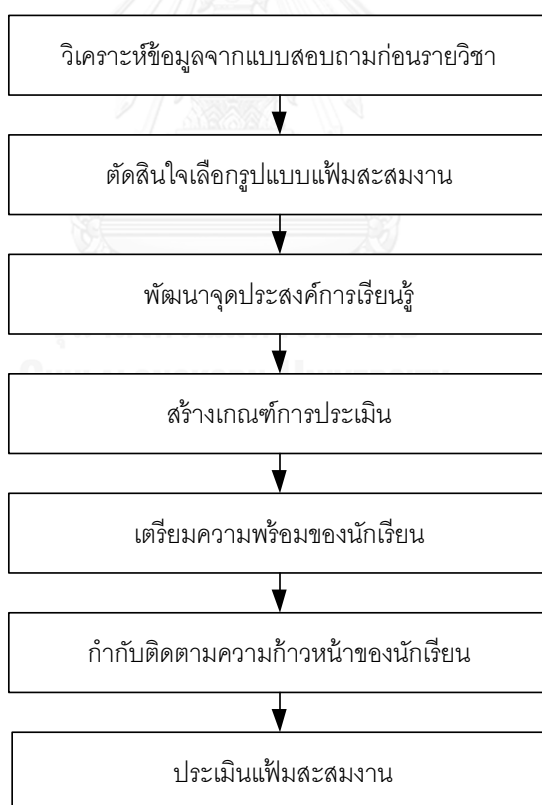 วิเคราะห์ข้อมูลจากแบบสอบถามก่อนรายวิชา
ตัดสินใจเลือกรูปแบบแฟ้มสะสมงาน
พัฒนาจุดประสงค์การเรียนรู้
สร้างเกณฑ์การประเมิน
เตรียมความพร้อมของนักเรียน
กำกับติดตามความก้าวหน้าของนักเรียน
ประเมินแฟ้มสะสมงาน